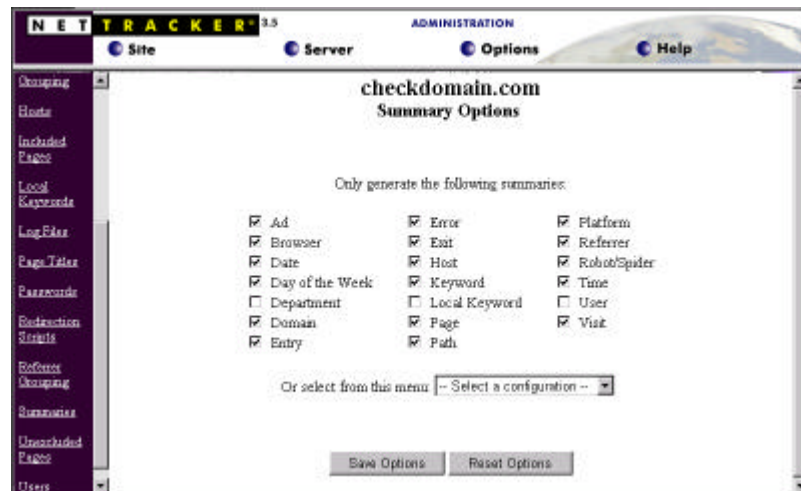 NET TRACKER® 3.5
ADMINISTRATION
Site Server Options Help
Grouping
Hosts
Included
Pages
Local
Keywords
Log Files
Page Titles
Passwords
Redirection
Scripts
Referrer
Grouping
Summaries
Unexcluded
Pages
Users
checkdomain.com
Summary Options
Only generate the following summaries:
Ad Error Platform
Browser Exit Referrer
Date Host Robot/Spider
Day of the Week Keyword Time
Department Local Keyword User
Domain Page Visit
Entry Path
Or select from this menu: -- Select a configuration --
Save Options Reset Options